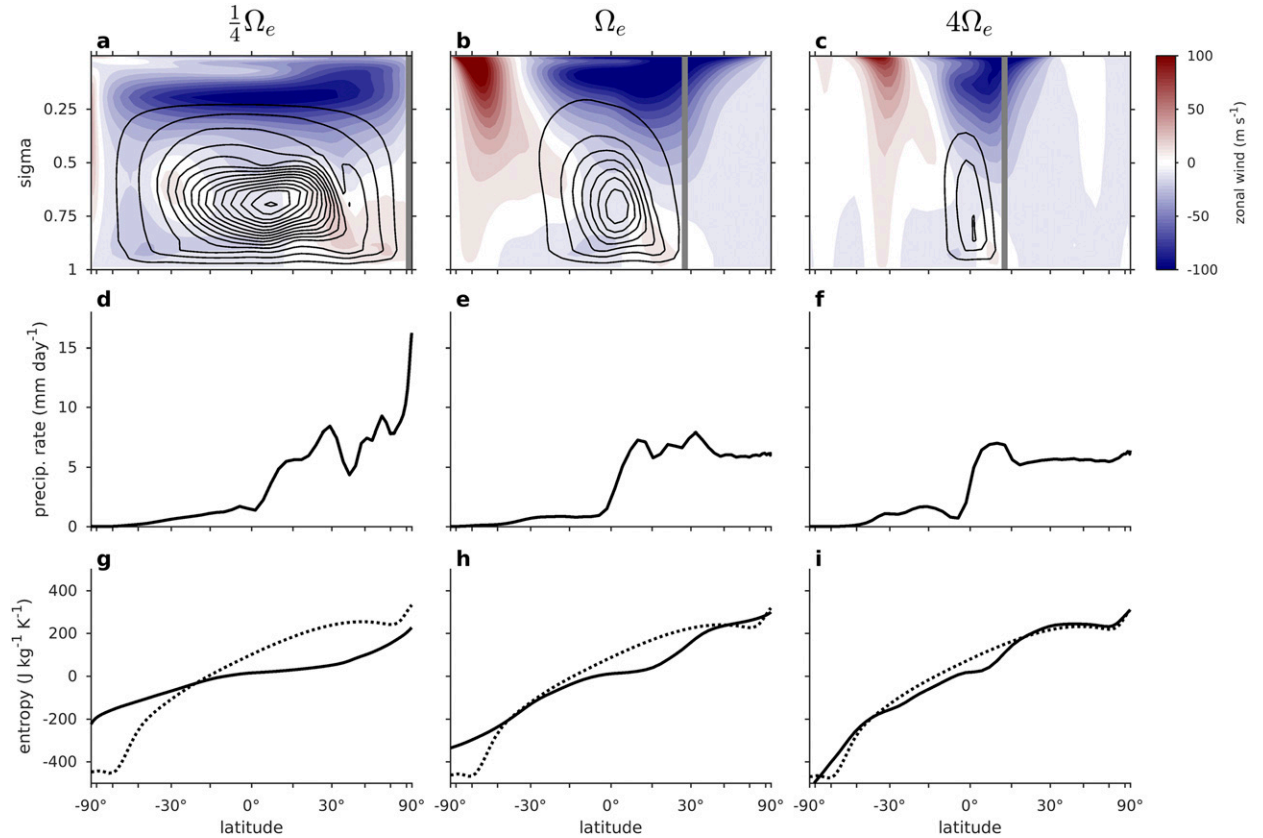 ¼Ωₑ Ωₑ 4Ωₑ
a b c
sigma
0.25
0.5
0.75
1
100
50
0
-50
-100
zonal wind (m s⁻¹)
d e f
precip. rate (mm day⁻¹)
15
10
5
0
g h i
entropy (J kg⁻¹ K⁻¹)
400
200
0
-200
-400
-90° -30° 0° 30° 90° -90° -30° 0° 30° 90° -90° -30° 0° 30° 90°
latitude latitude latitude